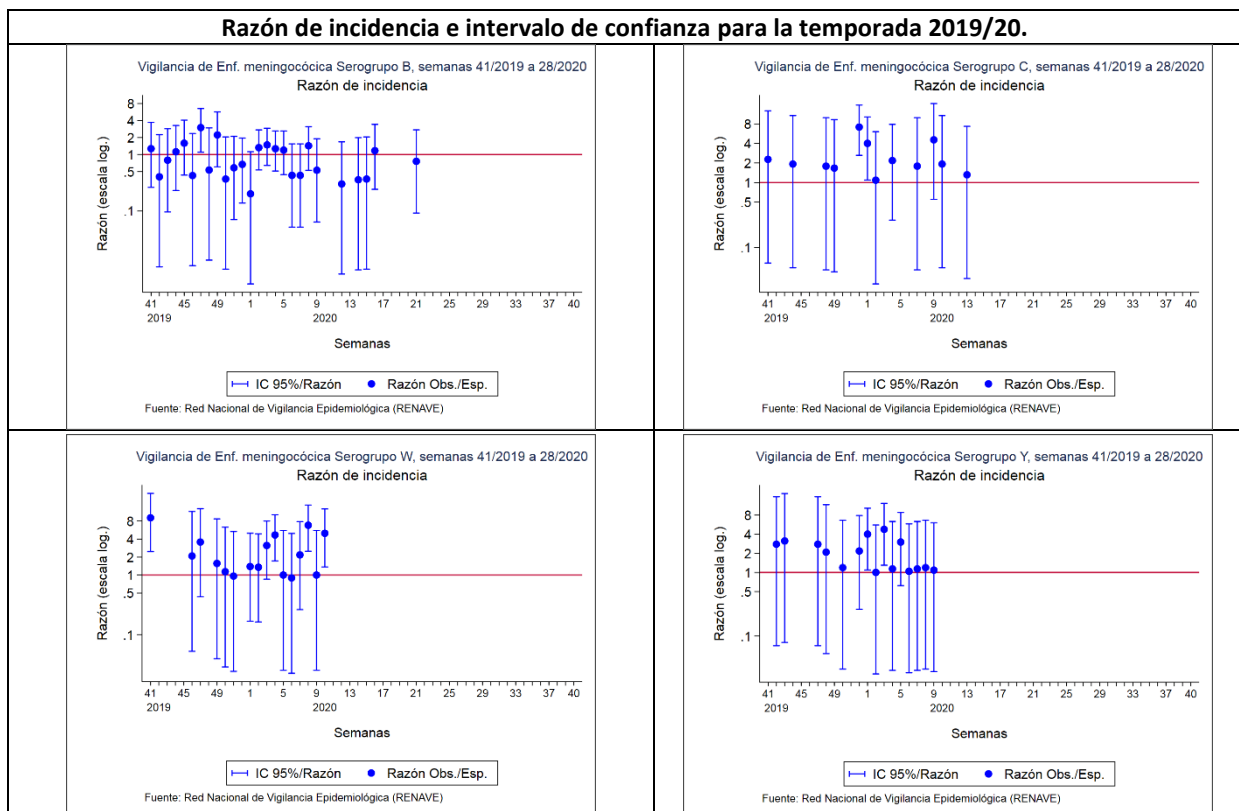 Razón de incidencia e intervalo de confianza para la temporada 2019/20.
Vigilancia de Enf. meningocócica Serogrupo B, semanas 41/2019 a 28/2020
Razón de incidencia
Razón (escala log.)
8
4
2
1
.5
.1
41 45 49 1 5 9 13 17 21 25 29 33 37 40
2019 2020
Semanas
IC 95%/Razón Razón Obs./Esp.
Fuente: Red Nacional de Vigilancia Epidemiológica (RENAVE)
Vigilancia de Enf. meningocócica Serogrupo C, semanas 41/2019 a 28/2020
Razón de incidencia
Razón (escala log.)
8
4
2
1
.5
.1
41 45 49 1 5 9 13 17 21 25 29 33 37 40
2019 2020
Semanas
IC 95%/Razón Razón Obs./Esp.
Fuente: Red Nacional de Vigilancia Epidemiológica (RENAVE)
Vigilancia de Enf. meningocócica Serogrupo W, semanas 41/2019 a 28/2020
Razón de incidencia
Razón (escala log.)
8
4
2
1
.5
.1
41 45 49 1 5 9 13 17 21 25 29 33 37 40
2019 2020
Semanas
IC 95%/Razón Razón Obs./Esp.
Fuente: Red Nacional de Vigilancia Epidemiológica (RENAVE)
Vigilancia de Enf. meningocócica Serogrupo Y, semanas 41/2019 a 28/2020
Razón de incidencia
Razón (escala log.)
8
4
2
1
.5
.1
41 45 49 1 5 9 13 17 21 25 29 33 37 40
2019 2020
Semanas
IC 95%/Razón Razón Obs./Esp.
Fuente: Red Nacional de Vigilancia Epidemiológica (RENAVE)